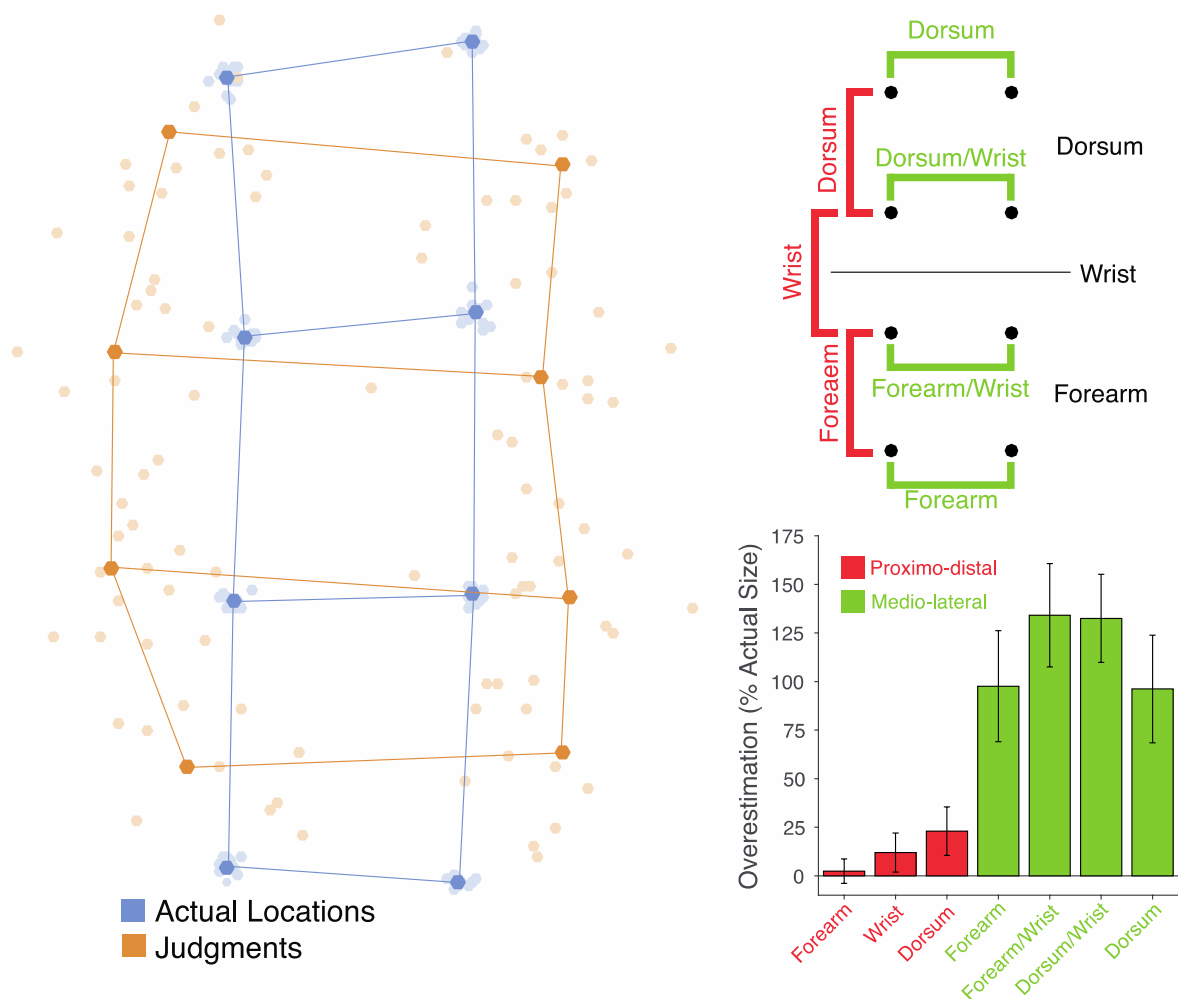 Actual Locations
Judgments
Dorsum
Dorsum
Dorsum
Dorsum/Wrist
Wrist
Wrist
Foreaem
Forearm/Wrist
Forearm
Forearm
Overestimation (% Actual Size)
175
150
125
100
75
50
25
0
Proximo-distal
Medio-lateral
Forearm
Wrist
Dorsum
Forearm
Forearm/Wrist
Dorsum/Wrist
Dorsum